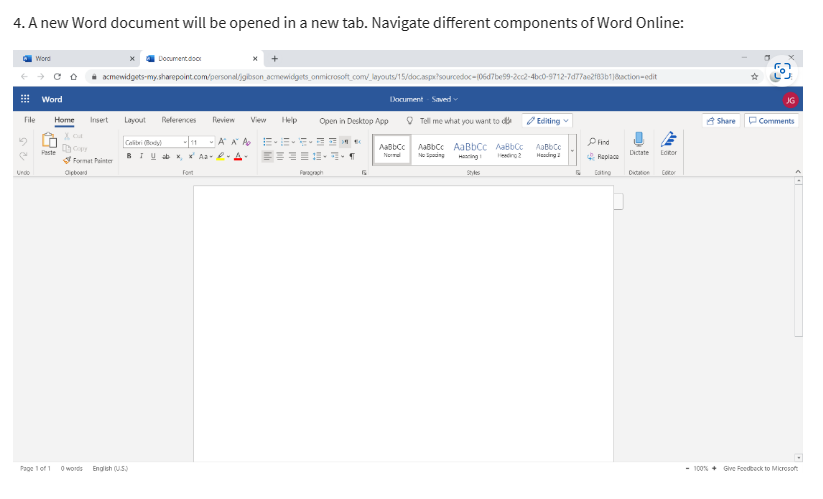 4. A new Word document will be opened in a new tab. Navigate different components of Word Online:
Word Document.docx
acmewidgets-my.sharepoint.com/personal/jgibson_acmewidgets_onmicrosoft_com/_layouts/15/doc.aspx?sourcedoc={06d7be99-2cc2-4bc0-9712-7d77ae2f83b1}&action=edit
Word Document Saved JG
File Home Insert Layout References Review View Help Open in Desktop App Tell me what you want to do Editing Share Comments
Paste Cut Copy Format Painter
Calibri (Body) 11
B I U ab x x Aa A
AaBbCc Normal
AaBbCc No Spacing
AaBbCc Heading 1
AaBbCc Heading 2
AaBbCc Heading 3
Find
Replace
Dictate Editor
Undo Clipboard Font Paragraph Styles Editing Dictation Editor
Page 1 of 1 0 words English (U.S.) - 100% + Give Feedback to Microsoft